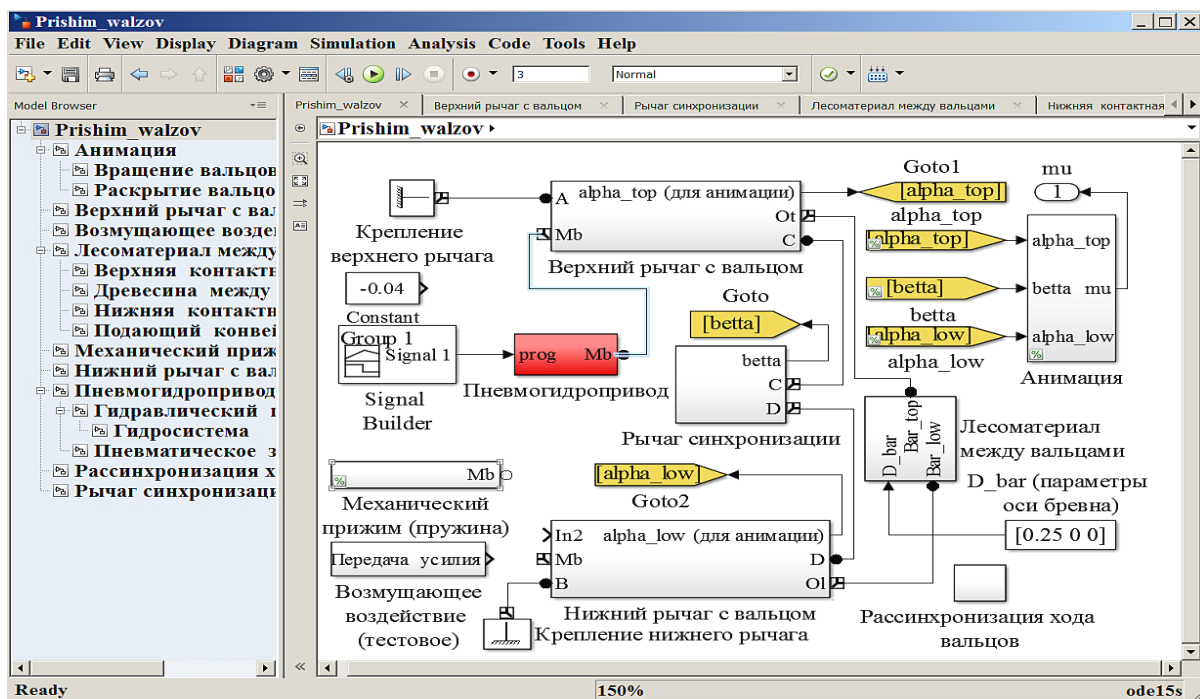 Prishim_walzov
File Edit View Display Diagram Simulation Analysis Code Tools Help
3
Normal
Model Browser
Prishim_walzov
Верхний рычаг с вальцом
Рычаг синхронизации
Лесоматериал между вальцами
Нижняя контактная
Prishim_walzov
Анимация
Вращение вальцов
Раскрытие вальцо
Верхний рычаг с вал
Возмущающее воздеі
Лесоматериал между
Верхняя контактн
Древесина между
Нижняя контактн
Подающий конвеі
Механический приж
Нижний рычаг с вал
Пневмогидропривод
Гидравлический п
Гидросистема
Пневматическое з
Рассинхронизация х
Рычаг синхронизаци
Prishim_walzov
Крепление
верхнего рычага
A
alpha_top (для анимации)
Ot
Mb
C
Верхний рычаг с вальцом
Goto1
[alpha_top]
mu
1
alpha_top
[alpha_top]
[betta]
betta
[alpha_low]
alpha_low
alpha_top
betta mu
alpha_low
Анимация
-0.04
Constant
Group 1
Signal 1
Signal
Builder
prog Mb
Пневмогидропривод
Goto
[betta]
betta
C
D
Рычаг синхронизации
D_bar
Bar_top
Bar_low
Лесоматериал
между вальцами
D_bar (параметры
оси бревна)
[0.25 0 0]
Mb
Механический
прижим (пружина)
[alpha_low]
Goto2
Передача усилия
Возмущающее
воздействие
(тестовое)
In2 alpha_low (для анимации)
Mb
D
B
Ol
Нижний рычаг с вальцом
Крепление нижнего рычага
Рассинхронизация хода
вальцов
Ready
150%
ode15s